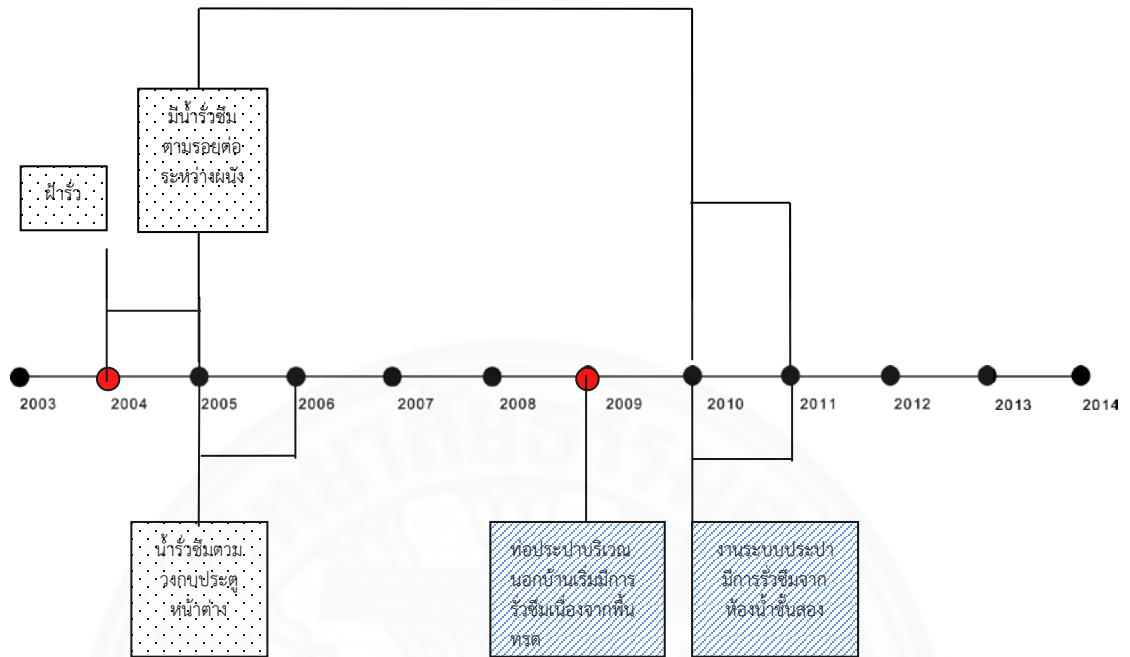 มีน้ำรั่วซึม
ตามรอยต่อ
ระหว่างผนัง
ฝ้ารั่ว
2003 2004 2005 2006 2007 2008 2009 2010 2011 2012 2013 2014
น้ำรั่วซึมตวม
วงกบประตู
หน้าต่าง
ท่อประปาบริเวณ
นอกบ้านเริ่มมีการ
รั่วซึมเนื่องจากพื้น
ทรด
งานระบบประปา
มีการรั่วซึมจาก
ห้องน้ำชั้นสอง